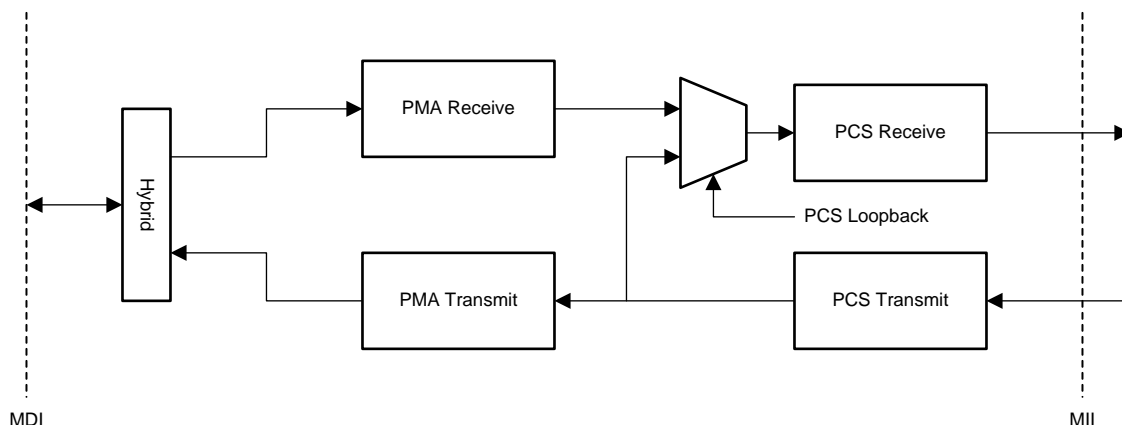 PMA Receive
PCS Receive
Hybrid
PCS Loopback
PMA Transmit
PCS Transmit
MDI
MII